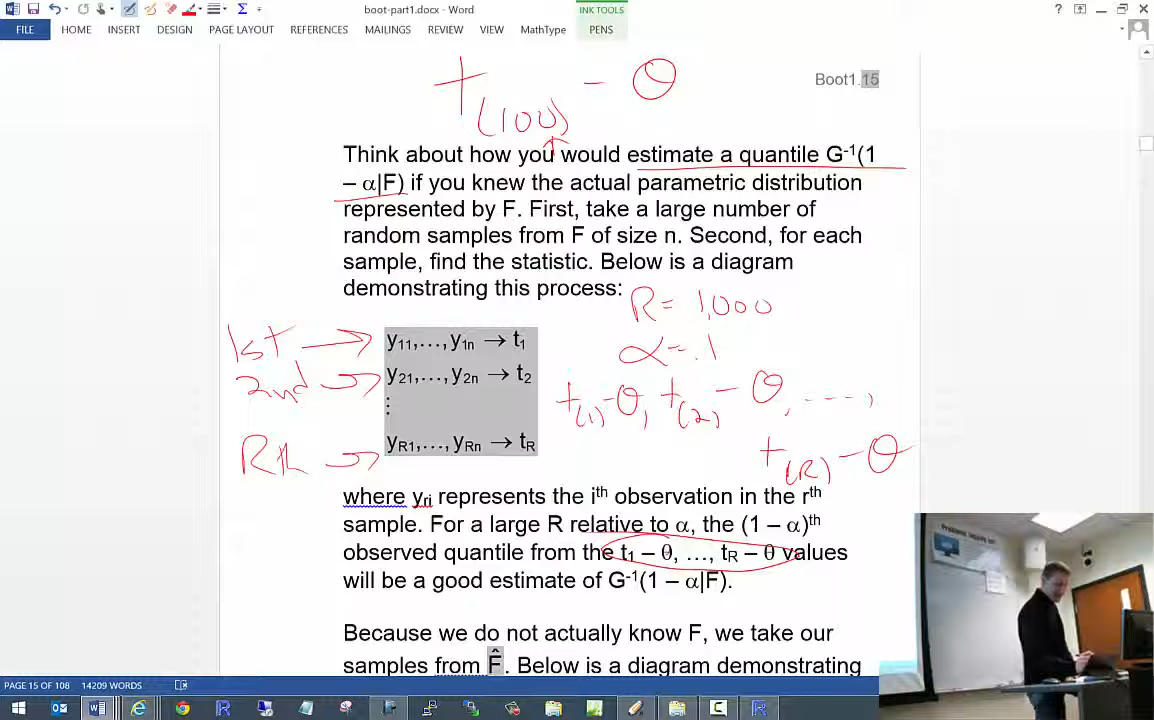 boot-part1.docx - Word
INK TOOLS
FILE HOME INSERT DESIGN PAGE LAYOUT REFERENCES MAILINGS REVIEW VIEW MathType PENS
t(100) - θ
Boot1.15
Think about how you would estimate a quantile G-1(1
– α|F) if you knew the actual parametric distribution
represented by F. First, take a large number of
random samples from F of size n. Second, for each
sample, find the statistic. Below is a diagram
demonstrating this process:
R = 1,000
α = .1
1st → y11,…,y1n → t1
2nd → y21,…,y2n → t2
⋮
Rth → yR1,…,yRn → tR
t(1) - θ, t(2) - θ, ....,
t(R) - θ
where yri represents the ith observation in the rth
sample. For a large R relative to α, the (1 – α)th
observed quantile from the t1 – θ, …, tR – θ values
will be a good estimate of G-1(1 – α|F).
Because we do not actually know F, we take our
samples from F̂. Below is a diagram demonstrating
PAGE 15 OF 108 14209 WORDS